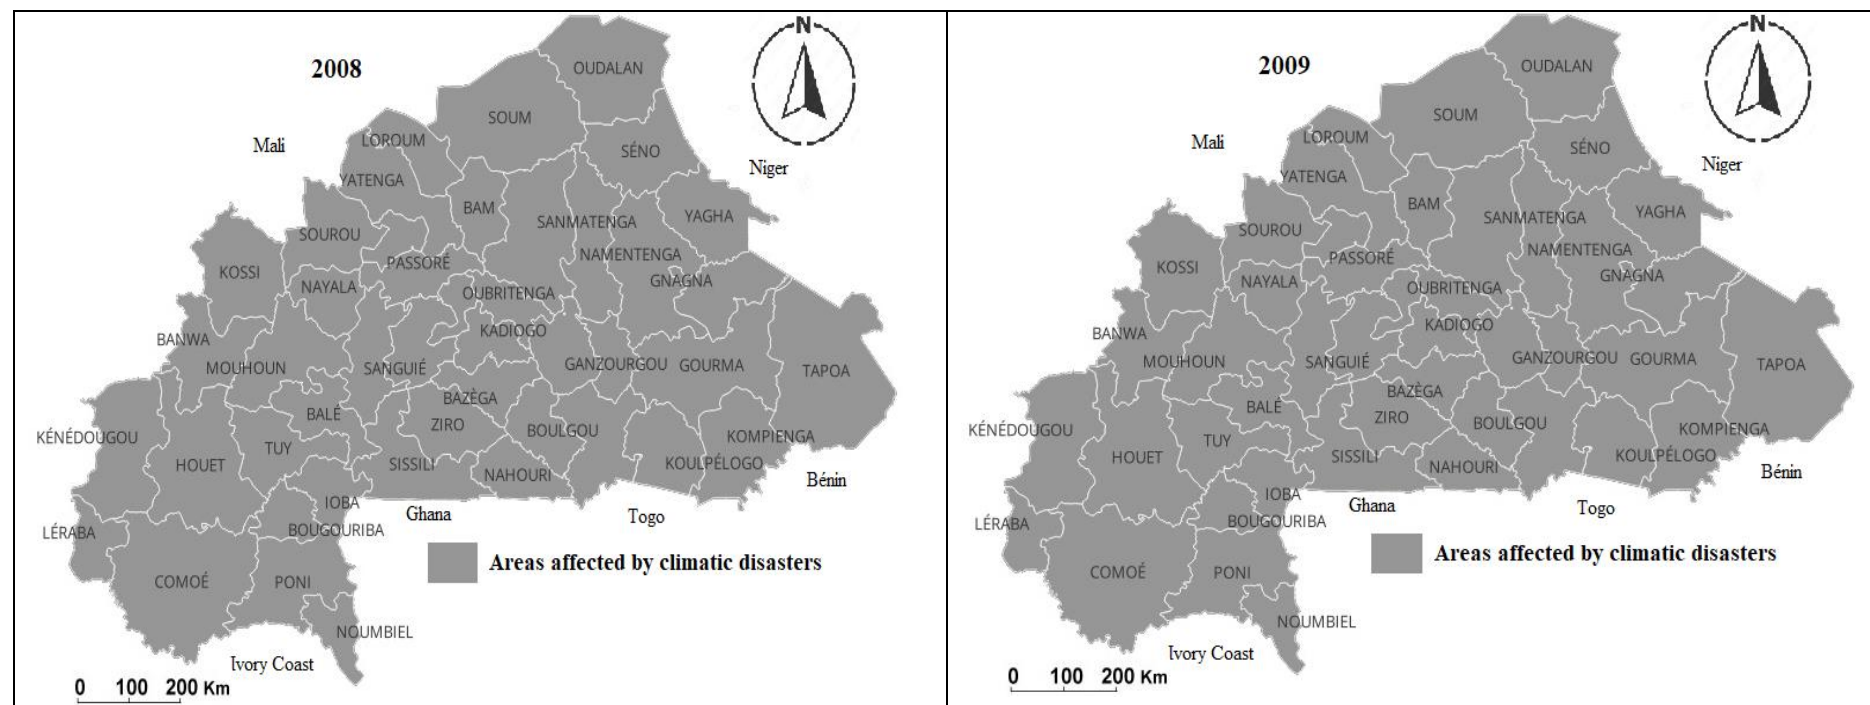 N
2008
OUDALAN
SOUM
Mali
LOROUM
SÉNO
Niger
YATENGA
BAM
SANMATENGA
YAGHA
SOUROU
NAMENTENGA
PASSORÉ
KOSSI
GNAGNA
NAYALA
OUBRITENGA
KADIOGO
BANWA
MOUHOUN
SANGUIÉ
GANZOURGOU
GOURMA
TAPOA
BAZÈGA
BALÉ
ZIRO
BOULGOU
KÉNÉDOUGOU
KOMPIENGA
TUY
HOUET
SISSILI
KOULPÉLOGO
NAHOURI
Bénin
IOBA
Ghana
Togo
LÉRABA
BOUGOURIBA
Areas affected by climatic disasters
COMOÉ
PONI
NOUMBIEL
Ivory Coast
0 100 200 Km
N
2009
OUDALAN
SOUM
Mali
LOROUM
SÉNO
Niger
YATENGA
BAM
SANMATENGA
YAGHA
SOUROU
NAMENTENGA
PASSORÉ
KOSSI
GNAGNA
NAYALA
OUBRITENGA
KADIOGO
BANWA
MOUHOUN
SANGUIÉ
GANZOURGOU
GOURMA
TAPOA
BAZÈGA
BALÉ
ZIRO
BOULGOU
KÉNÉDOUGOU
KOMPIENGA
TUY
HOUET
SISSILI
KOULPÉLOGO
NAHOURI
Bénin
IOBA
Ghana
Togo
LÉRABA
BOUGOURIBA
Areas affected by climatic disasters
COMOÉ
PONI
NOUMBIEL
Ivory Coast
0 100 200 Km